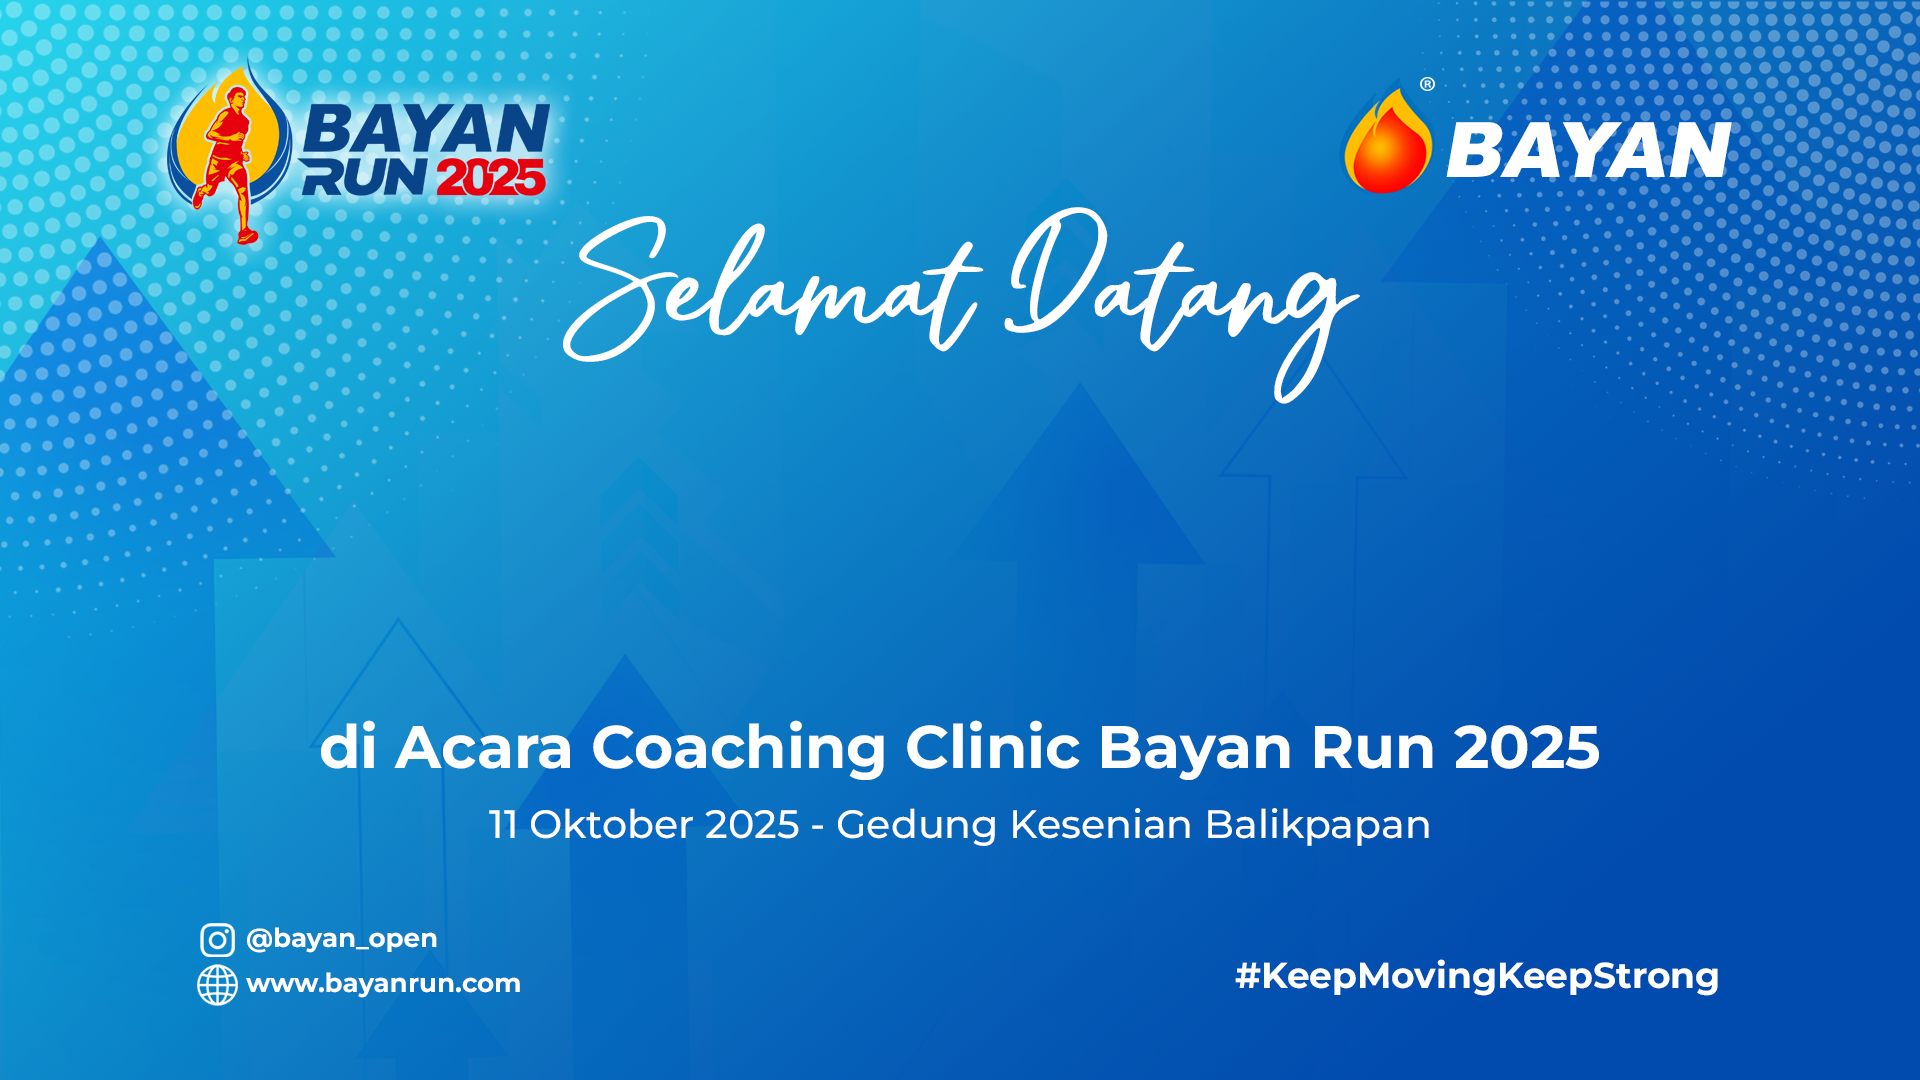 BAYAN
RUN 2025
BAYAN®
Selamat Datang
di Acara Coaching Clinic Bayan Run 2025
11 Oktober 2025 - Gedung Kesenian Balikpapan
@bayan_open
www.bayanrun.com
#KeepMovingKeepStrong